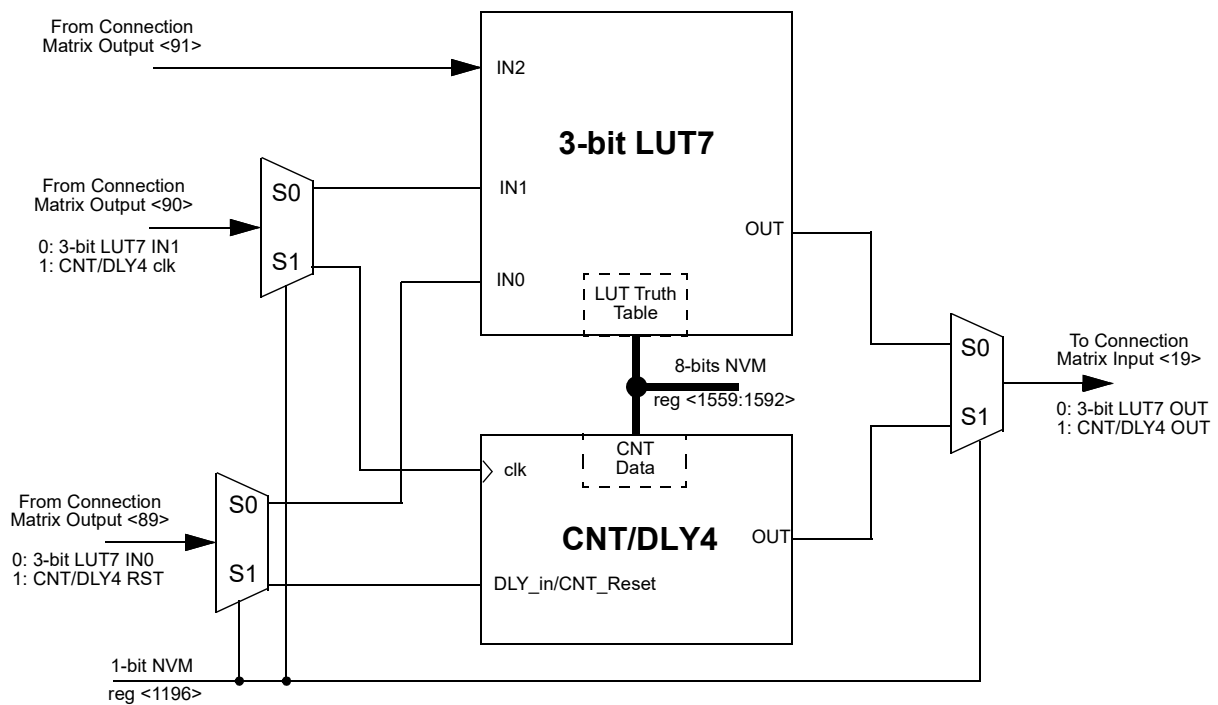 From Connection
Matrix Output <91>
IN2
3-bit LUT7
From Connection
Matrix Output <90>
0: 3-bit LUT7 IN1
1: CNT/DLY4 clk
S0
S1
IN1
IN0
OUT
LUT Truth
Table
8-bits NVM
reg <1559:1592>
S0
S1
To Connection
Matrix Input <19>
0: 3-bit LUT7 OUT
1: CNT/DLY4 OUT
CNT
Data
clk
CNT/DLY4
OUT
DLY_in/CNT_Reset
From Connection
Matrix Output <89>
0: 3-bit LUT7 IN0
1: CNT/DLY4 RST
S0
S1
1-bit NVM
reg <1196>